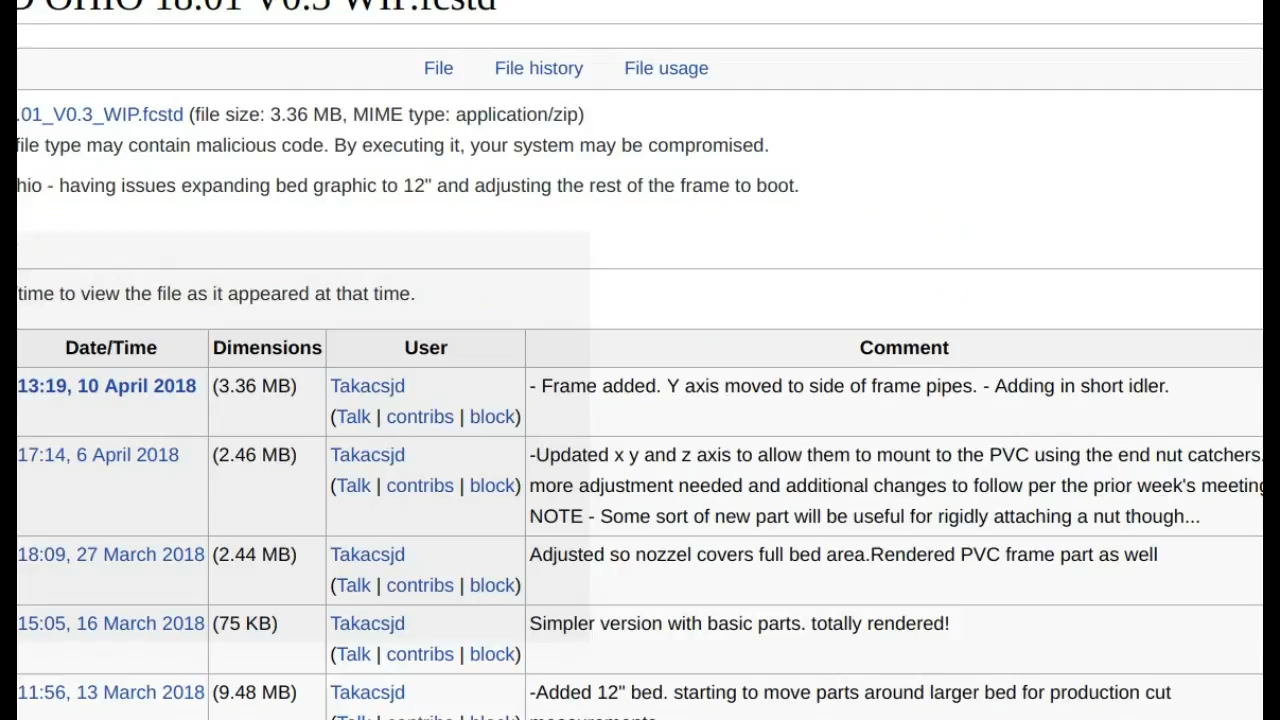 OHIO 18.01 V0.3 WIP.fcstd
File File history File usage
.01_V0.3_WIP.fcstd (file size: 3.36 MB, MIME type: application/zip)
file type may contain malicious code. By executing it, your system may be compromised.
hio - having issues expanding bed graphic to 12" and adjusting the rest of the frame to boot.
time to view the file as it appeared at that time.
Date/Time Dimensions User Comment
13:19, 10 April 2018 (3.36 MB) Takacsjd - Frame added. Y axis moved to side of frame pipes. - Adding in short idler.
(Talk | contribs | block)
17:14, 6 April 2018 (2.46 MB) Takacsjd -Updated x y and z axis to allow them to mount to the PVC using the end nut catchers.
(Talk | contribs | block) more adjustment needed and additional changes to follow per the prior week's meeting
NOTE - Some sort of new part will be useful for rigidly attaching a nut though...
18:09, 27 March 2018 (2.44 MB) Takacsjd Adjusted so nozzel covers full bed area.Rendered PVC frame part as well
(Talk | contribs | block)
15:05, 16 March 2018 (75 KB) Takacsjd Simpler version with basic parts. totally rendered!
(Talk | contribs | block)
11:56, 13 March 2018 (9.48 MB) Takacsjd -Added 12" bed. starting to move parts around larger bed for production cut
(Talk | contribs | block) measurements